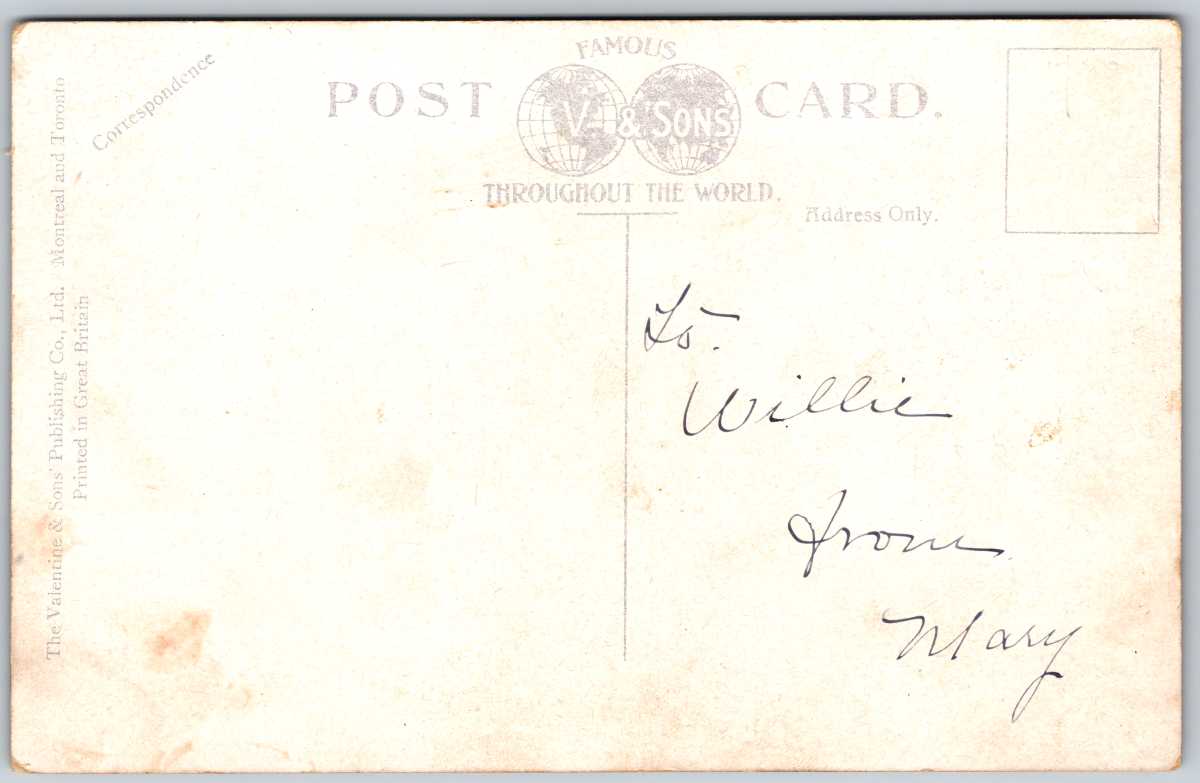 FAMOUS
POST CARD.
V. & SONS
THROUGHOUT THE WORLD.
Correspondence
Address Only.
The Valentine & Sons' Publishing Co., Ltd. Montreal and Toronto
Printed in Great Britain
To.
Willie
from
Mary